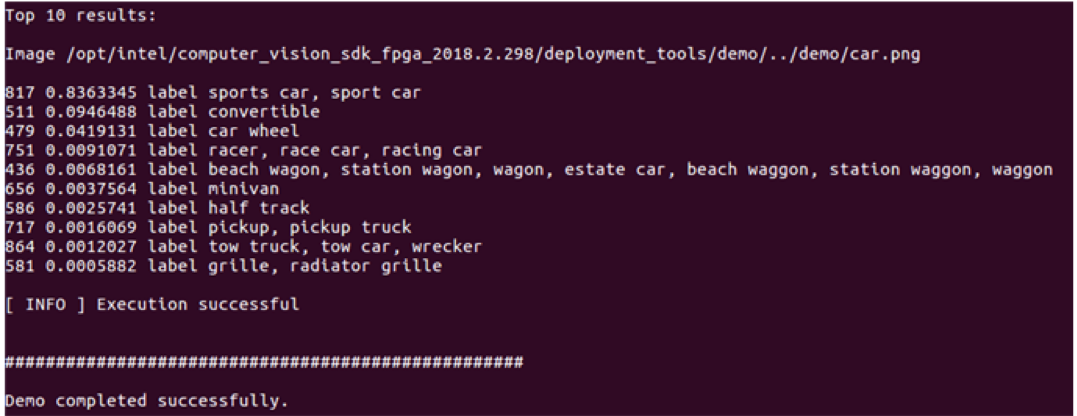 Top 10 results:
Image /opt/intel/computer_vision_sdk_fpga_2018.2.298/deployment_tools/demo/../demo/car.png
817 0.8363345 label sports car, sport car
511 0.0946488 label convertible
479 0.0419131 label car wheel
751 0.0091071 label racer, race car, racing car
436 0.0068161 label beach wagon, station wagon, wagon, estate car, beach waggon, station waggon, waggon
656 0.0037564 label minivan
586 0.0025741 label half track
717 0.0016069 label pickup, pickup truck
864 0.0012027 label tow truck, tow car, wrecker
581 0.0005882 label grille, radiator grille
[ INFO ] Execution successful
###################################################
Demo completed successfully.